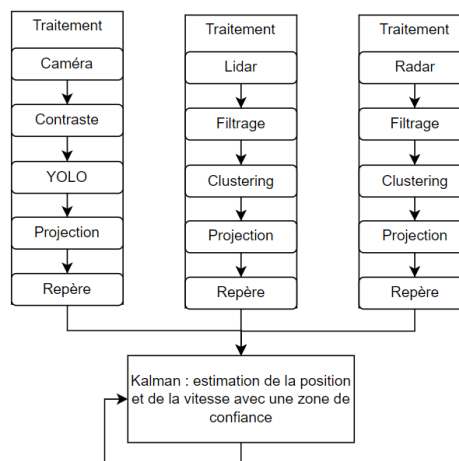 Traitement
Caméra
Contraste
YOLO
Projection
Repère
Traitement
Lidar
Filtrage
Clustering
Projection
Repère
Traitement
Radar
Filtrage
Clustering
Projection
Repère
Kalman : estimation de la position
et de la vitesse avec une zone de
confiance